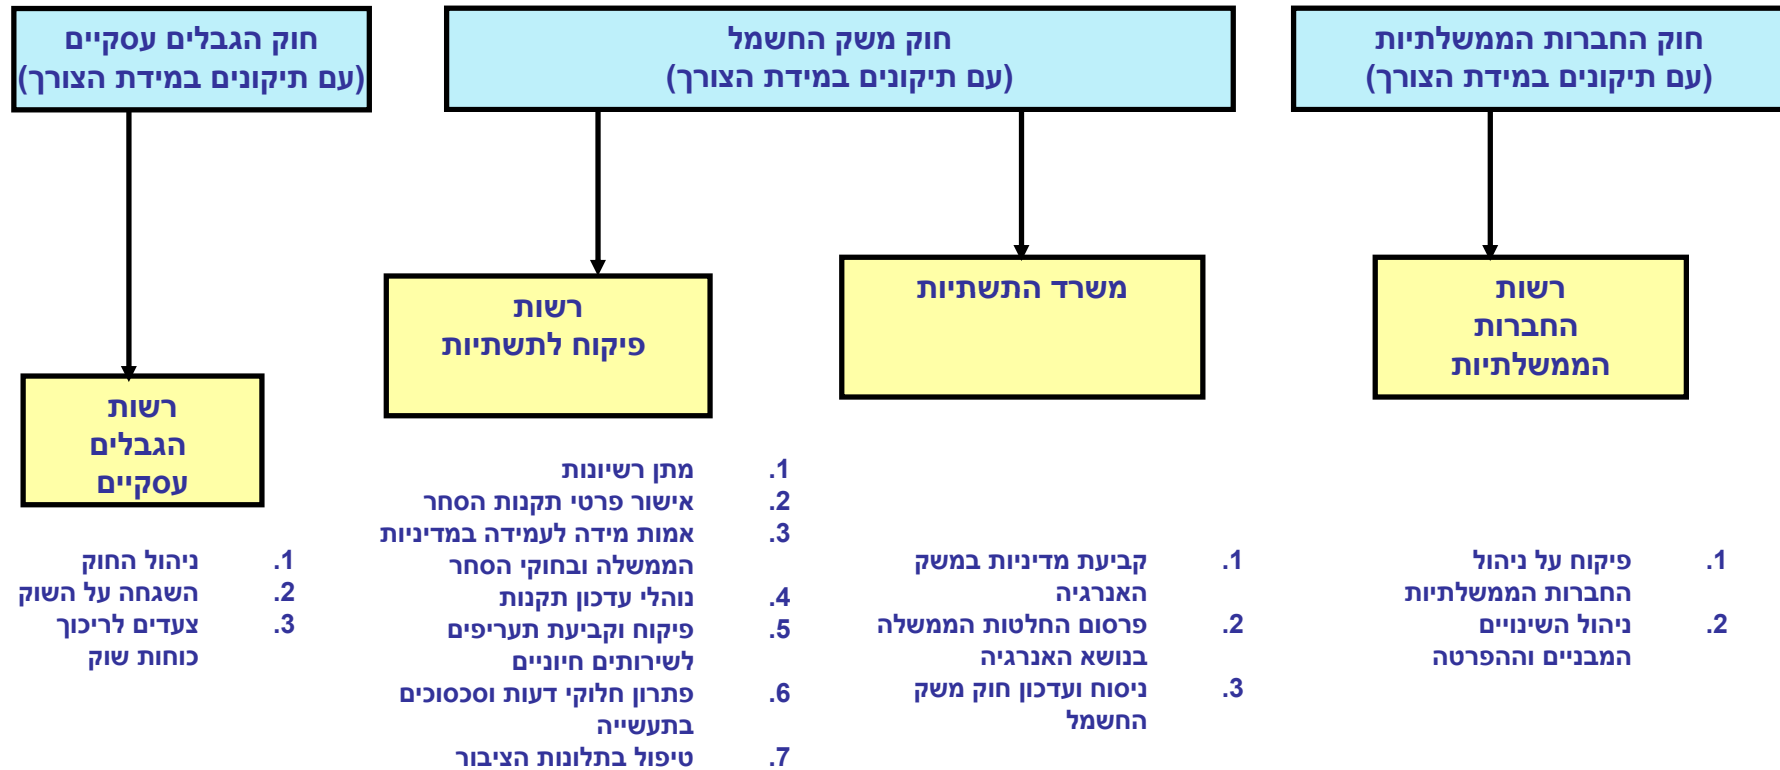 חוק החברות הממשלתיות
(עם תיקונים במידת הצורך)
חוק משק החשמל
(עם תיקונים במידת הצורך)
חוק הגבלים עסקיים
(עם תיקונים במידת הצורך)
רשות
החברות
הממשלתיות
משרד התשתיות
רשות
פיקוח לתשתיות
רשות
הגבלים
עסקיים
1. פיקוח על ניהול
החברות הממשלתיות
2. ניהול השינויים
המבניים וההפרטה
1. קביעת מדיניות במשק
האנרגיה
2. פרסום החלטות הממשלה
בנושא האנרגיה
3. ניסוח ועדכון חוק משק
החשמל
1. מתן רשיונות
2. אישור פרטי תקנות הסחר
3. אמות מידה לעמידה במדיניות
הממשלה ובחוקי הסחר
4. נוהלי עדכון תקנות
5. פיקוח וקביעת תעריפים
לשירותים חיוניים
6. פתרון חלוקי דעות וסכסוכים
בתעשייה
7. טיפול בתלונות הציבור
1. ניהול החוק
2. השגחה על השוק
3. צעדים לריכוך
כוחות שוק